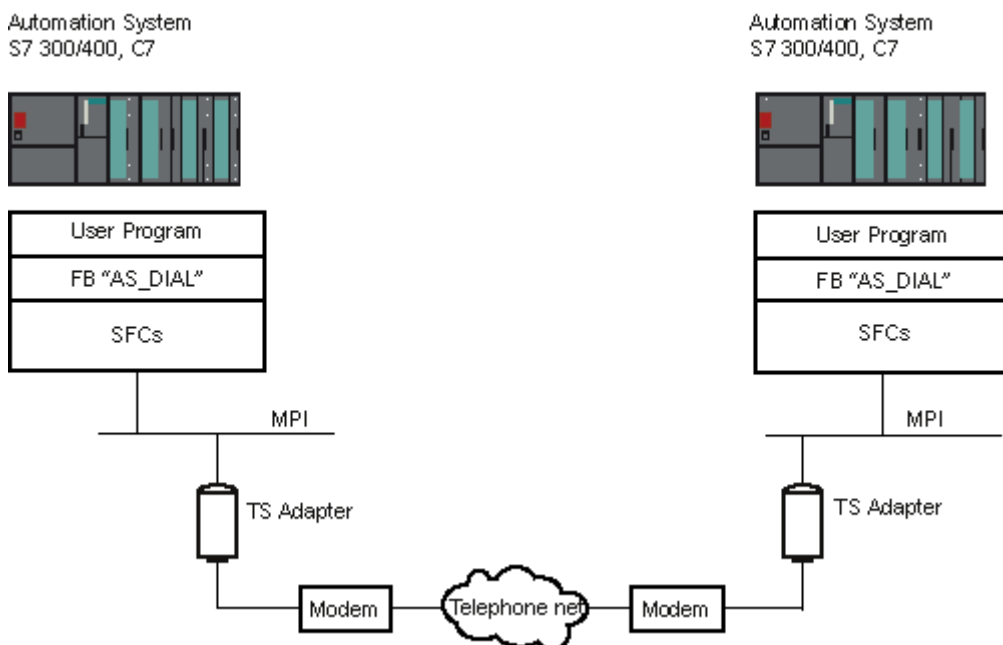 Automation System
S7 300/400, C7
Automation System
S7 300/400, C7
User Program
FB “AS_DIAL”
SFCs
User Program
FB “AS_DIAL”
SFCs
MPI
MPI
TS Adapter
TS Adapter
Modem
Telephone net
Modem